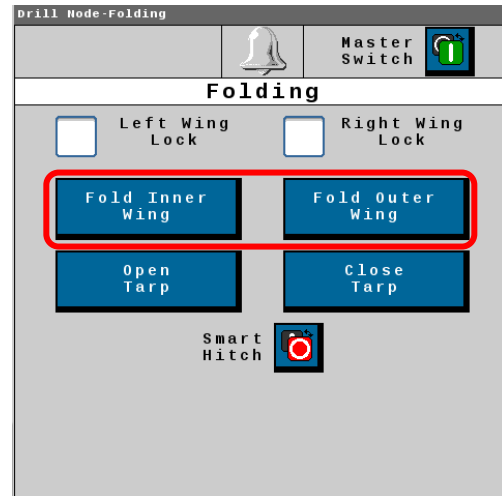 Drill Node-Folding
Master
Switch
Folding
Left Wing
Lock
Right Wing
Lock
Fold Inner
Wing
Fold Outer
Wing
Open
Tarp
Close
Tarp
Smart
Hitch